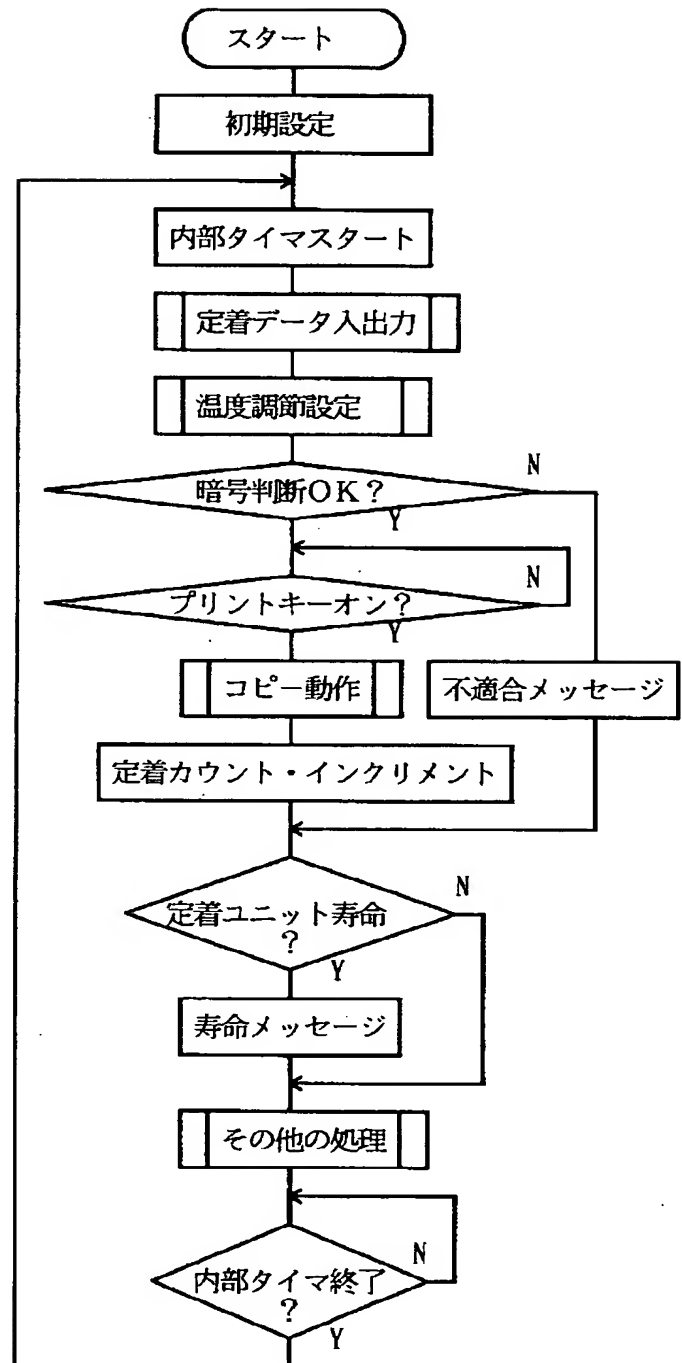 スタート
初期設定
内部タイマスタート
定着データ入出力
温度調節設定
暗号判断OK?
N
Y
プリントキーオン?
N
Y
コピー動作
不適合メッセージ
定着カウント・インクリメント
定着ユニット寿命
?
N
Y
寿命メッセージ
その他の処理
内部タイマ終了
?
N
Y